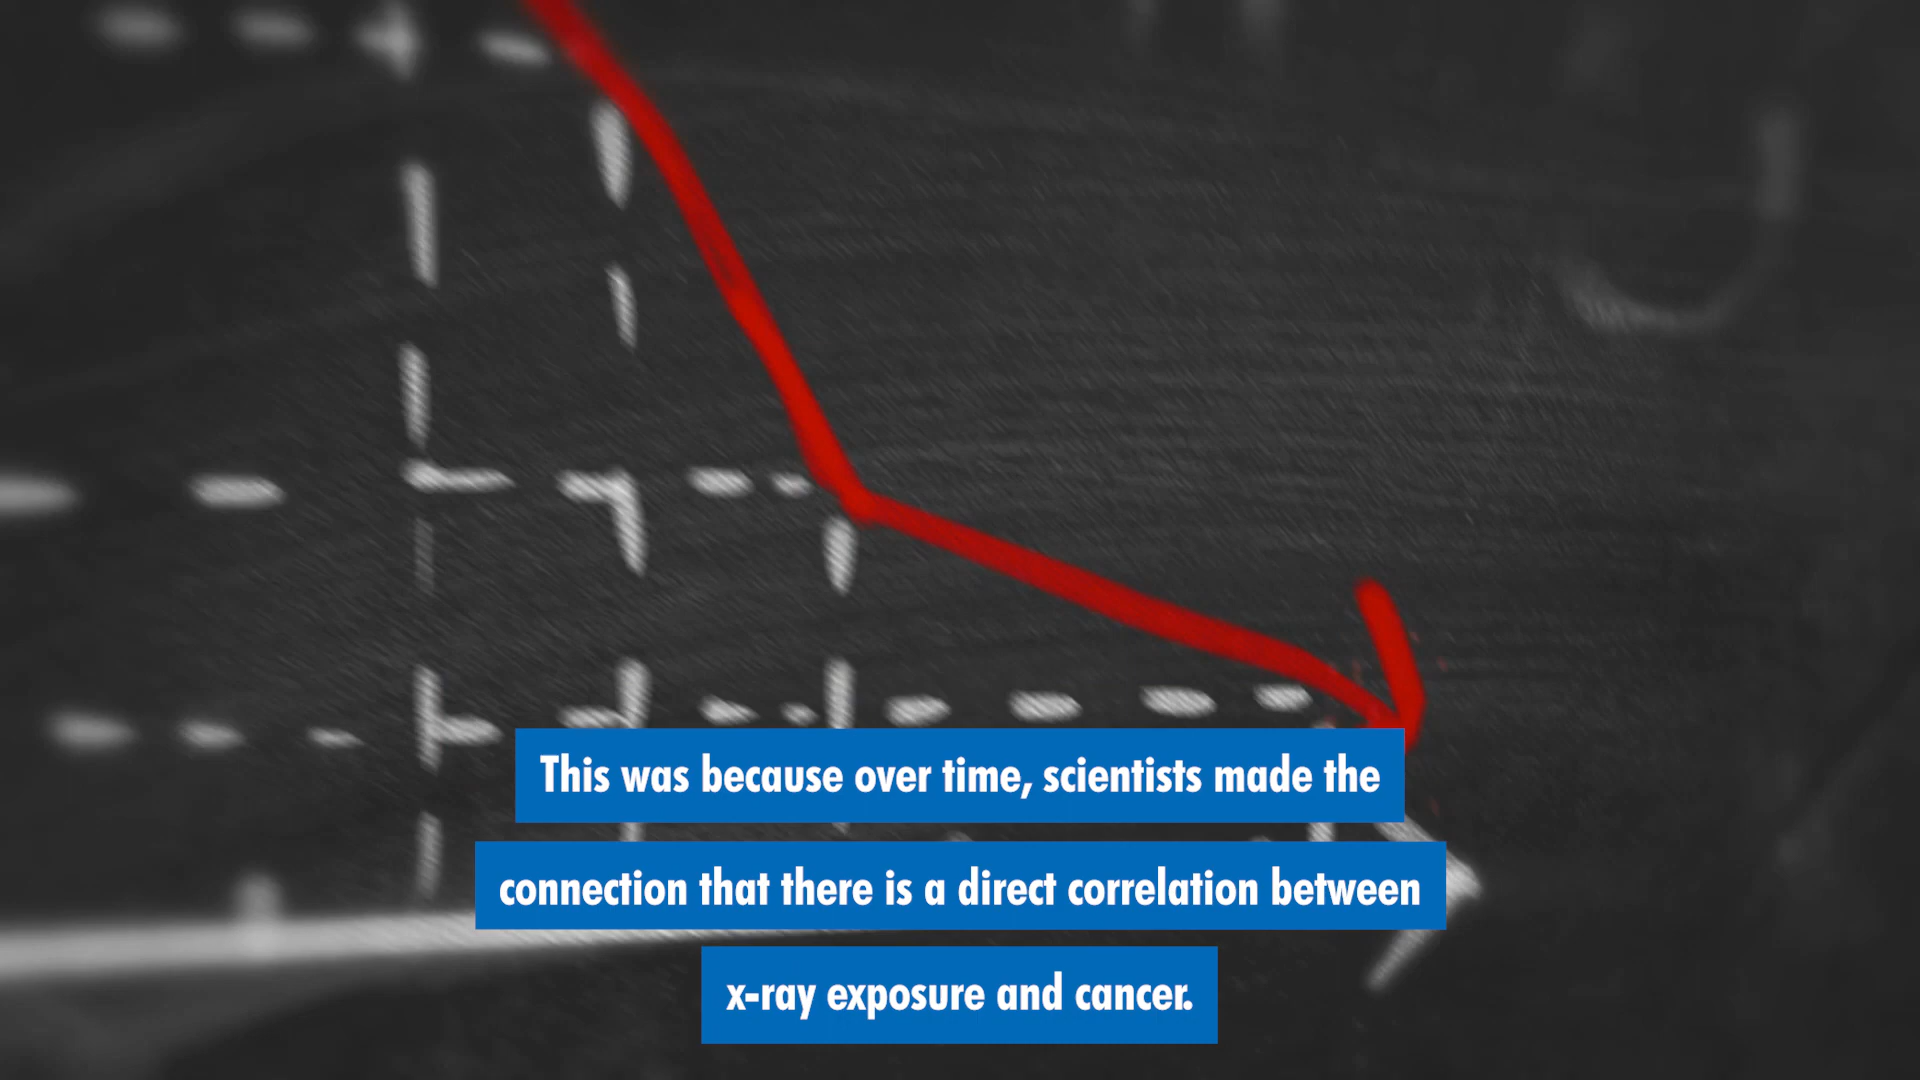 This was because over time, scientists made the
connection that there is a direct correlation between
x-ray exposure and cancer.